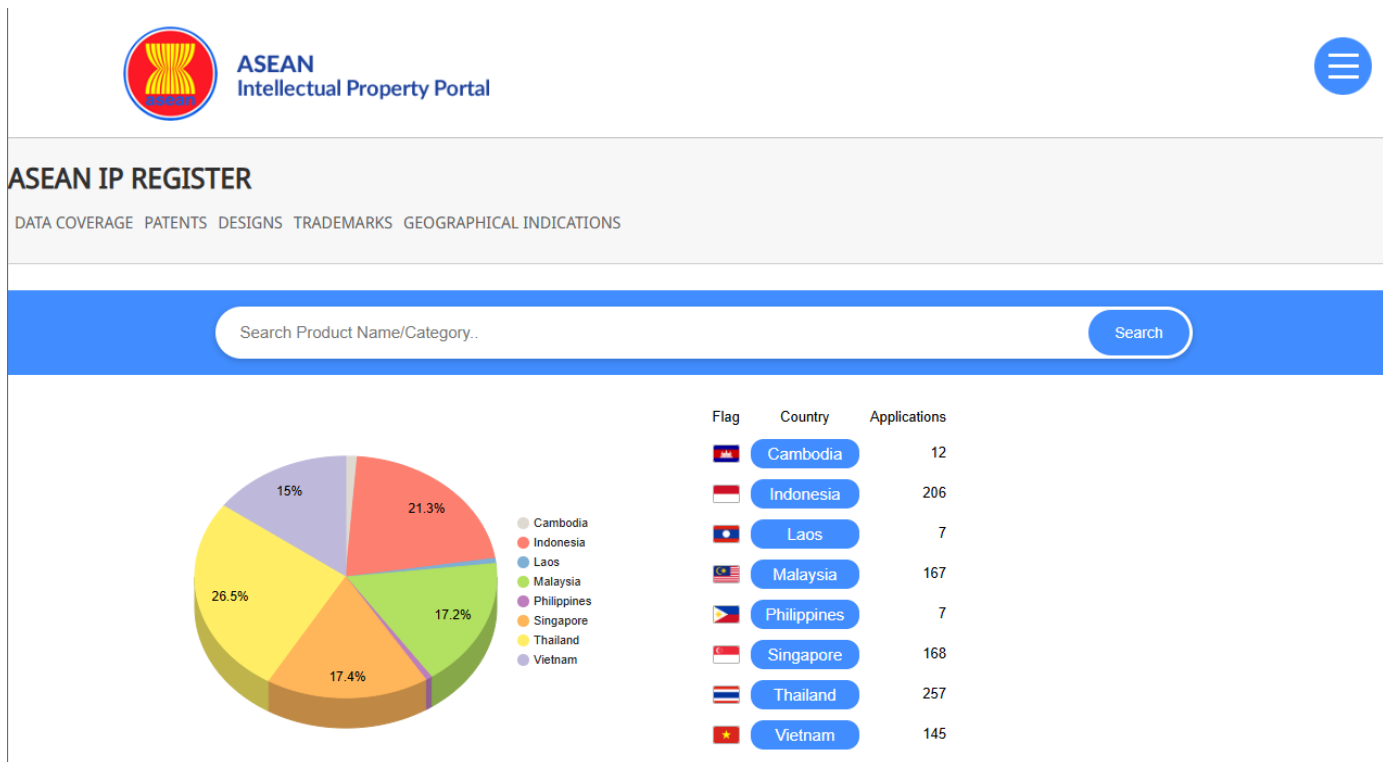 asean
ASEAN
Intellectual Property Portal
ASEAN IP REGISTER
DATA COVERAGE PATENTS DESIGNS TRADEMARKS GEOGRAPHICAL INDICATIONS
Search Product Name/Category.. Search
15%
21.3%
26.5%
17.2%
17.4%
Cambodia
Indonesia
Laos
Malaysia
Philippines
Singapore
Thailand
Vietnam
Flag Country Applications
Cambodia 12
Indonesia 206
Laos 7
Malaysia 167
Philippines 7
Singapore 168
Thailand 257
Vietnam 145